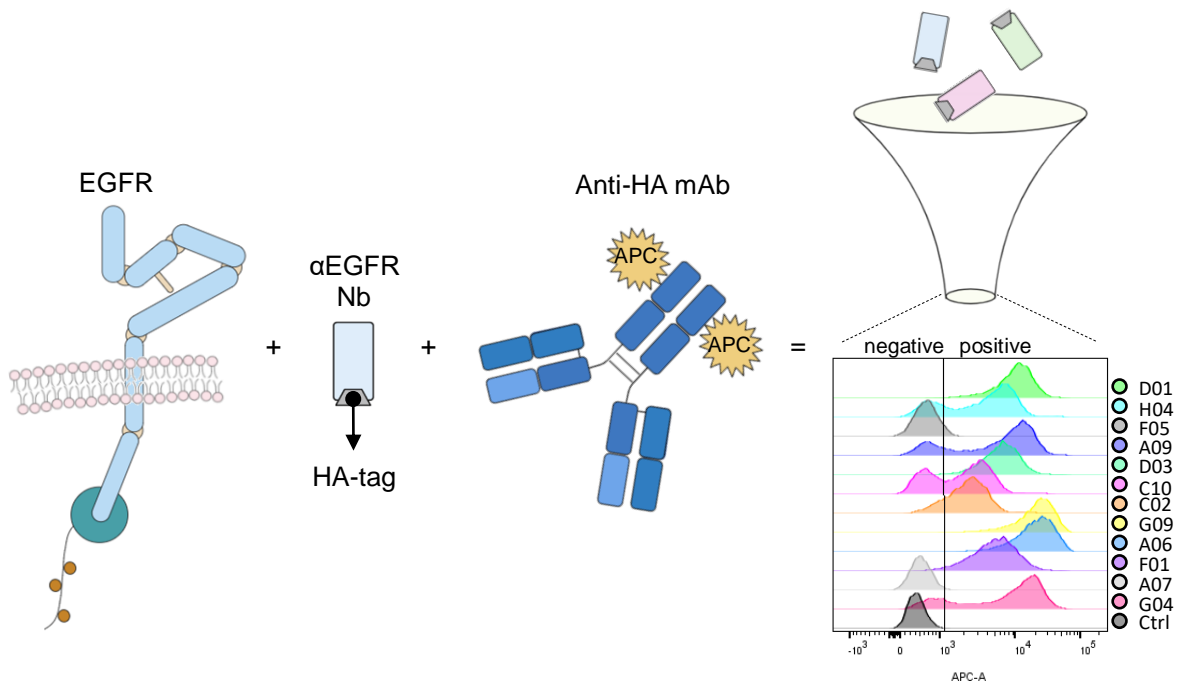 EGFR
+
αEGFR
Nb
HA-tag
+
Anti-HA mAb
APC
APC
=
negative positive
D01
H04
F05
A09
D03
C10
C02
G09
A06
F01
A07
G04
Ctrl
-10³ 0 10³ 10⁴ 10⁵
APC-A